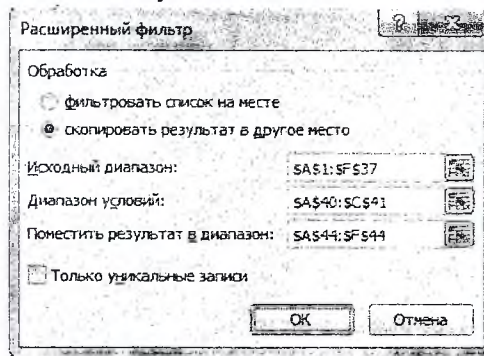 Расширенный фильтр
Обработка
фильтровать список на месте
скопировать результат в другое место
Исходный диапазон: $A$1:$F$37
Диапазон условий: $A$40:$C$41
Поместить результат в диапазон: $A$44:$F$44
Только уникальные записи
ОК Отмена